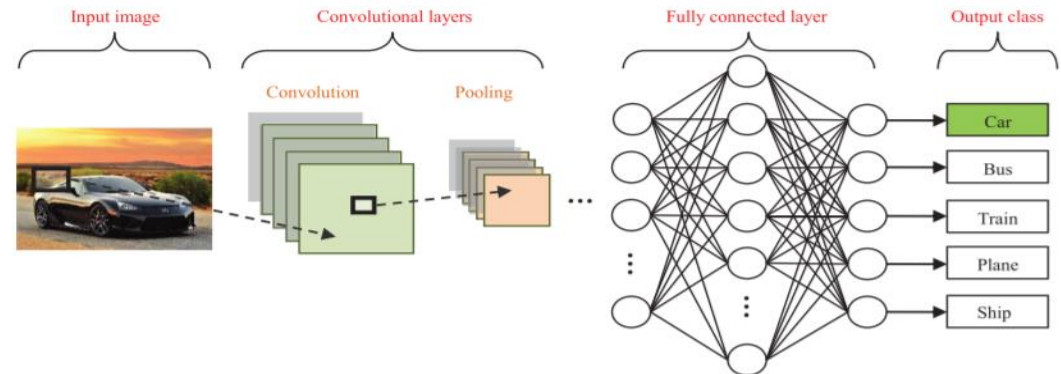 Input image
Convolutional layers
Fully connected layer
Output class
Convolution
Pooling
Car
Bus
Train
Plane
Ship